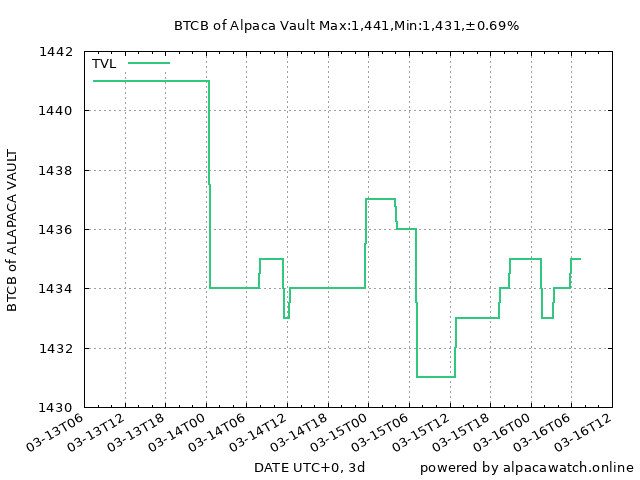 BTCB of Alpaca Vault Max:1,441,Min:1,431,±0.69%
TVL
BTCB of ALAPACA VAULT
1442
1440
1438
1436
1434
1432
1430
03-13T06
03-13T12
03-13T18
03-14T00
03-14T06
03-14T12
03-14T18
03-15T00
03-15T06
03-15T12
03-15T18
03-16T00
03-16T06
03-16T12
DATE UTC+0, 3d
powered by alpacawatch.online